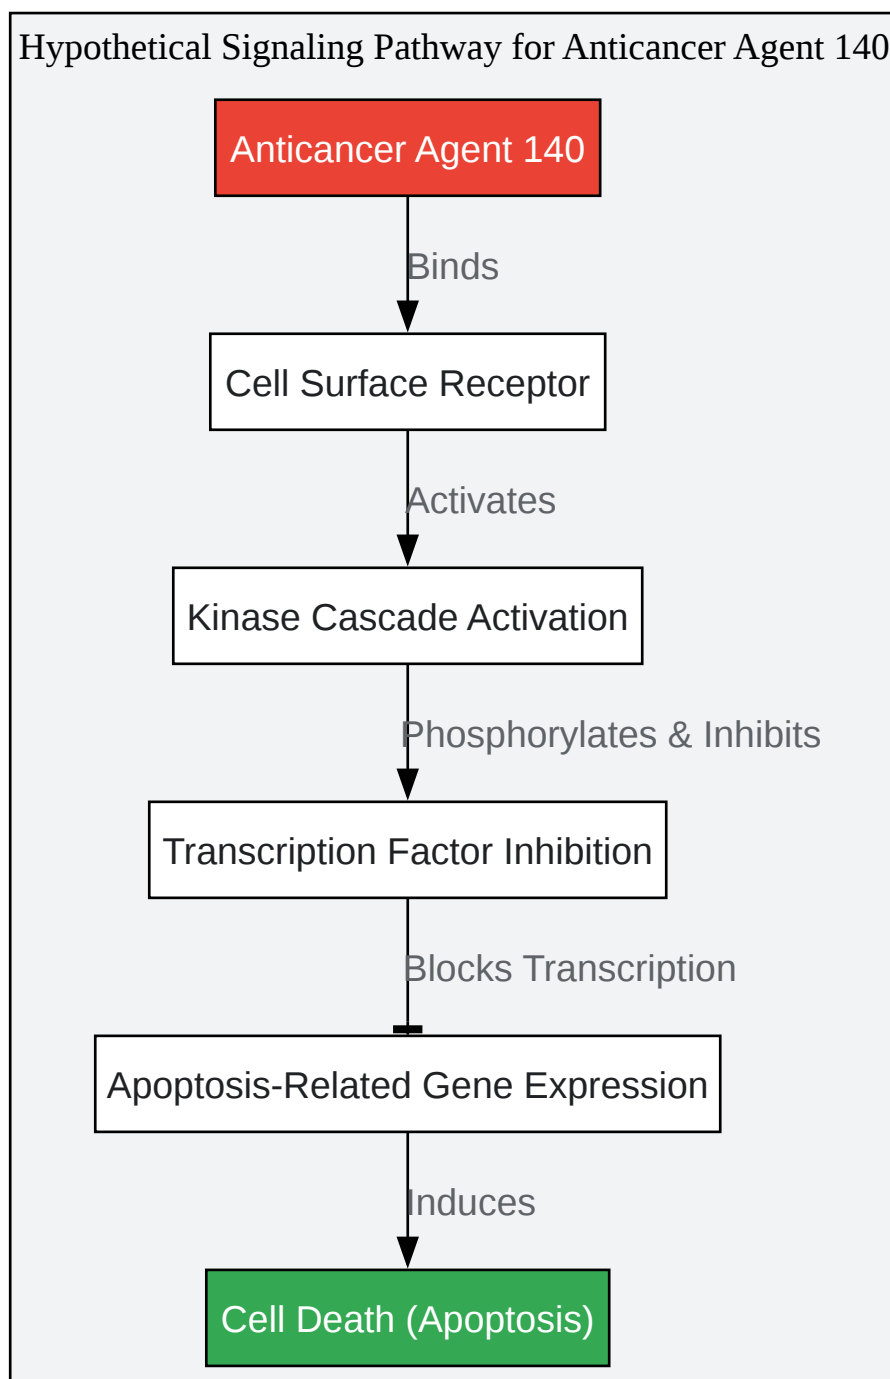 Hypothetical Signaling Pathway for Anticancer Agent 140
Anticancer Agent 140
Binds
Cell Surface Receptor
Activates
Kinase Cascade Activation
Phosphorylates & Inhibits
Transcription Factor Inhibition
Blocks Transcription
Apoptosis-Related Gene Expression
Induces
Cell Death (Apoptosis)